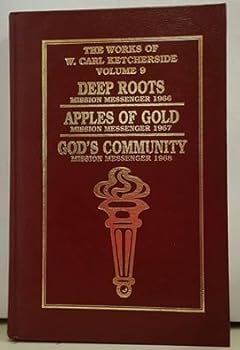 THE WORKS OF
W. CARL KETCHERSIDE
VOLUME 9
DEEP ROOTS
MISSION MESSENGER 1966
APPLES OF GOLD
MISSION MESSENGER 1967
GOD'S COMMUNITY
MISSION MESSENGER 1968